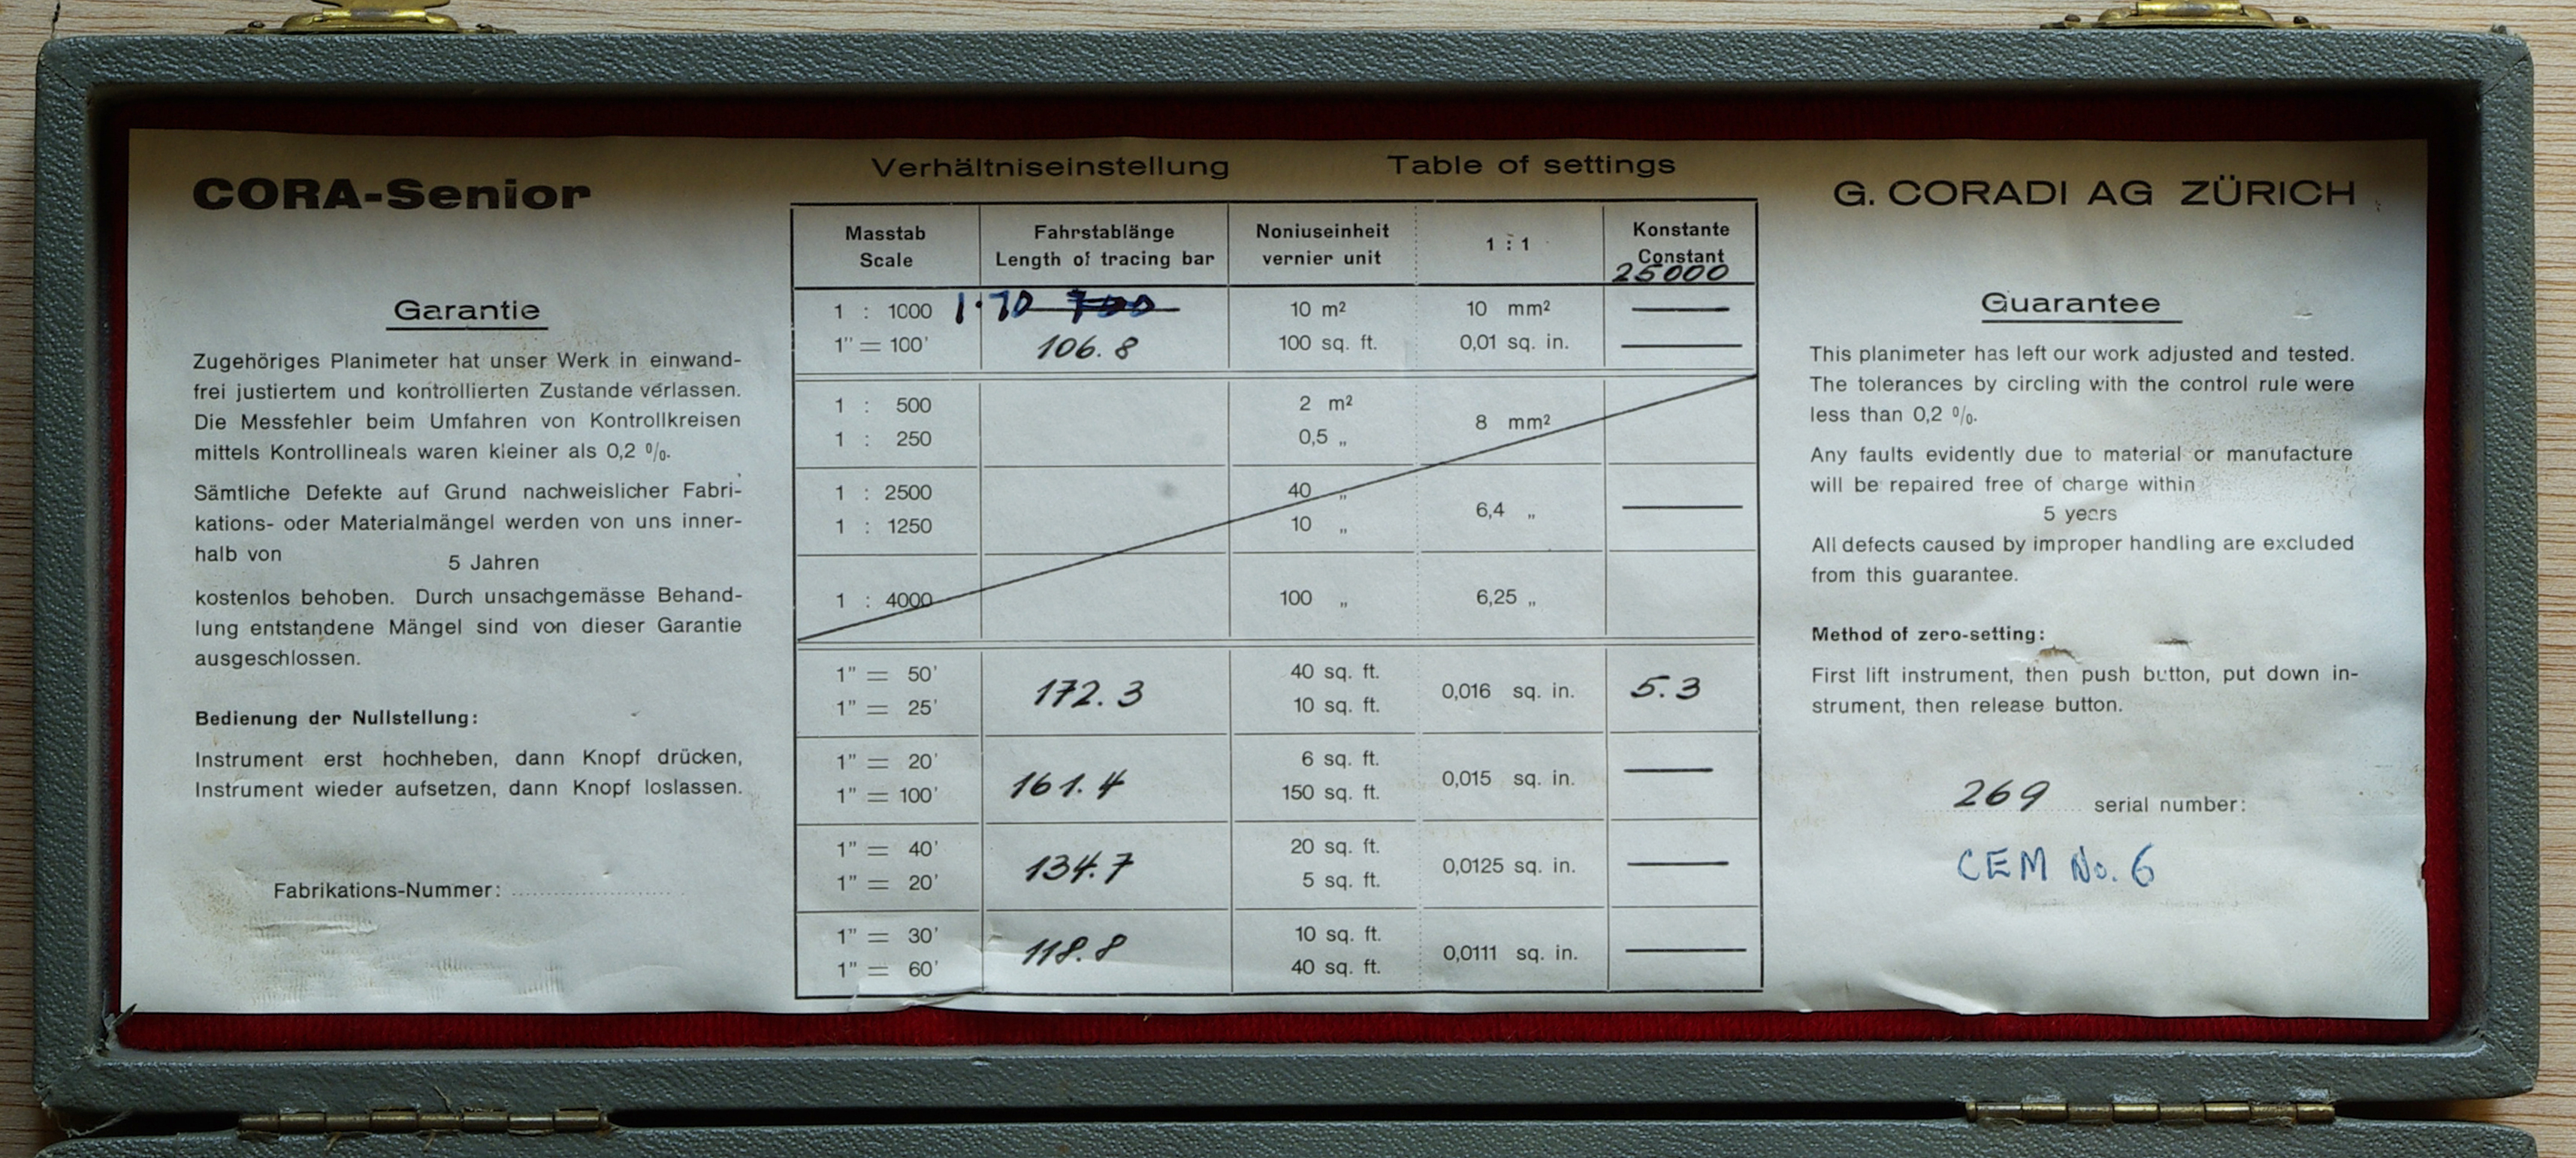 CORA-Senior
Garantie
Zugehöriges Planimeter hat unser Werk in einwand-
frei justiertem und kontrollierten Zustande verlassen.
Die Messfehler beim Umfahren von Kontrollkreisen
mittels Kontrollineals waren kleiner als 0,2 %.
Sämtliche Defekte auf Grund nachweislicher Fabri-
kations- oder Materialmängel werden von uns inner-
halb von
5 Jahren
kostenlos behoben. Durch unsachgemässe Behand-
lung entstandene Mängel sind von dieser Garantie
ausgeschlossen.
Bedienung der Nullstellung:
Instrument erst hochheben, dann Knopf drücken,
Instrument wieder aufsetzen, dann Knopf loslassen.
Fabrikations-Nummer:
Verhältniseinstellung Table of settings
Masstab Fahrstablänge Noniuseinheit 1 : 1 Konstante
Scale Length of tracing bar vernier unit Constant
25000
1 : 1000 1·70 10 m² 10 mm² —
1" = 100' 106.8 100 sq. ft. 0,01 sq. in. —
1 : 500 2 m² 8 mm²
1 : 250 0,5 „
1 : 2500 40 „ 6,4 „ —
1 : 1250 10 „
1 : 4000 100 „ 6,25 „
1" = 50' 172.3 40 sq. ft. 0,016 sq. in. 5.3
1" = 25' 10 sq. ft.
1" = 20' 161.4 6 sq. ft. 0,015 sq. in. —
1" = 100' 150 sq. ft.
1" = 40' 134.7 20 sq. ft. 0,0125 sq. in. —
1" = 20' 5 sq. ft.
1" = 30' 118.8 10 sq. ft. 0,0111 sq. in. —
1" = 60' 40 sq. ft.
G. CORADI AG ZÜRICH
Guarantee
This planimeter has left our work adjusted and tested.
The tolerances by circling with the control rule were
less than 0,2 %.
Any faults evidently due to material or manufacture
will be repaired free of charge within
5 years
All defects caused by improper handling are excluded
from this guarantee.
Method of zero-setting:
First lift instrument, then push button, put down in-
strument, then release button.
269 serial number:
CEM No. 6